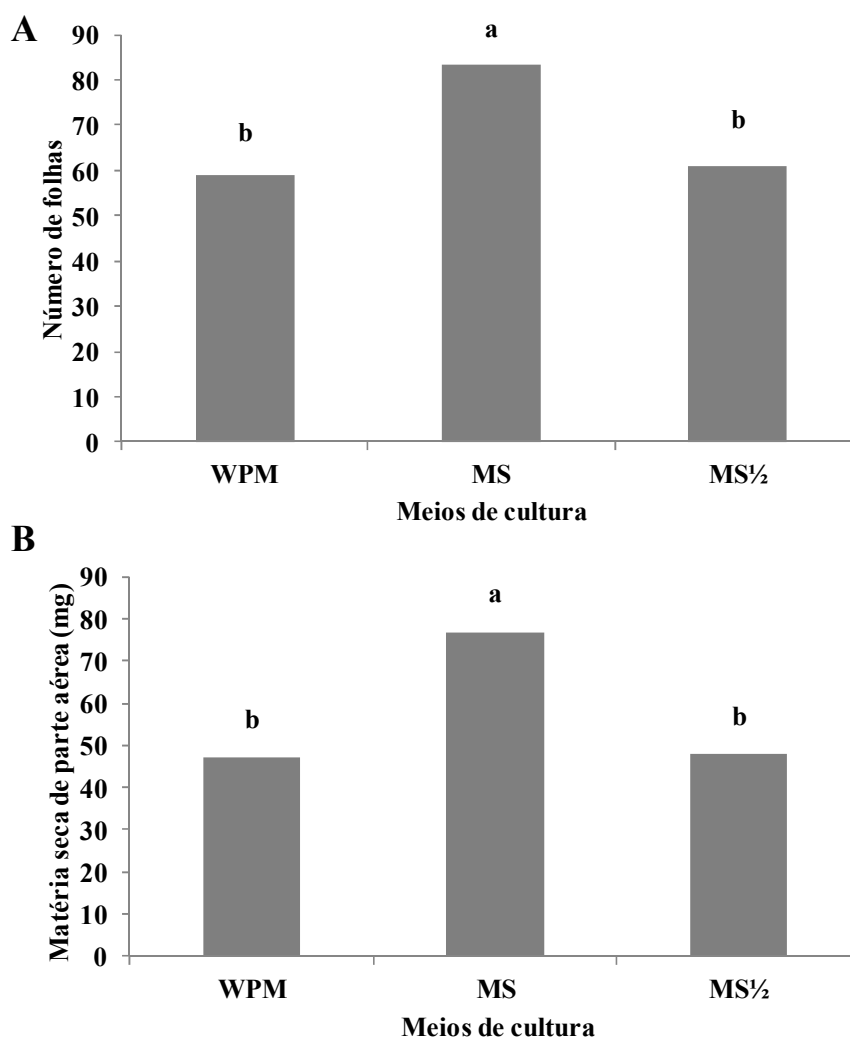 A
Número de folhas
90
80
70
60
50
40
30
20
10
0
b
a
b
WPM MS MS½
Meios de cultura
B
Matéria seca de parte aérea (mg)
90
80
70
60
50
40
30
20
10
0
b
a
b
WPM MS MS½
Meios de cultura